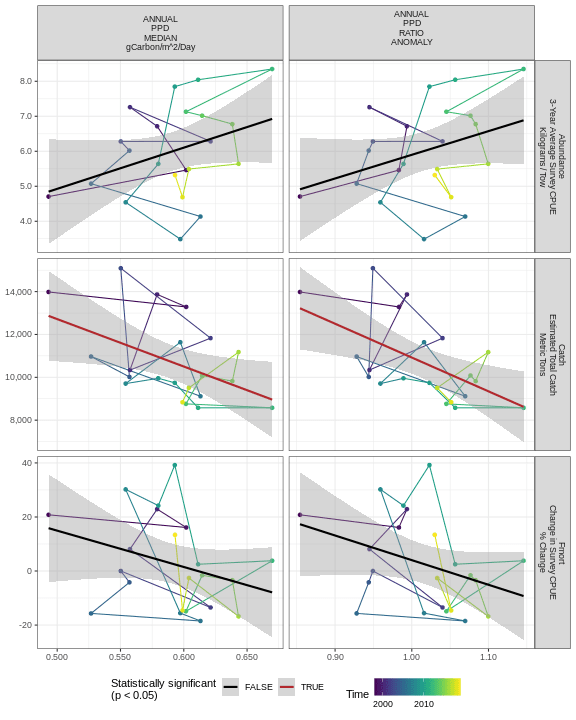 ANNUAL
PPD
MEDIAN
gCarbon/m^2/Day
ANNUAL
PPD
RATIO
ANOMALY
8.0
7.0
6.0
5.0
4.0
Abundance
3-Year Average Survey CPUE
Kilograms / Tow
14,000
12,000
10,000
8,000
Catch
Estimated Total Catch
Metric Tons
40
20
0
-20
Fmort
Change in Survey CPUE
% Change
0.500
0.550
0.600
0.650
0.90
1.00
1.10
Statistically significant
(p < 0.05)
FALSE
TRUE
Time
2000
2010